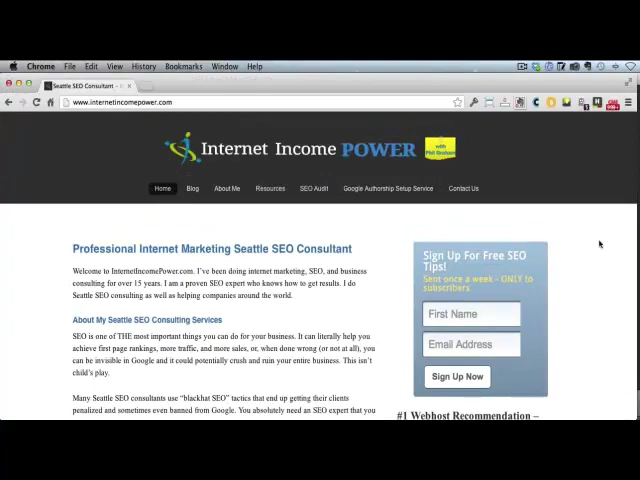 Chrome File Edit View History Bookmarks Window Help
Seattle SEO Consultant -
www.internetincomepower.com
Internet Income POWER
with
Home Blog About Me Resources SEO Audit Google Authorship Setup Service Contact Us
Professional Internet Marketing Seattle SEO Consultant
Welcome to InternetIncomePower.com. I've been doing internet marketing, SEO, and business
consulting for over 15 years. I am a proven SEO expert who knows how to get results. I do
Seattle SEO consulting as well as helping companies around the world.
About My Seattle SEO Consulting Services
SEO is one of THE most important things you can do for your business. It can literally help you
achieve first page rankings, more traffic, and more sales, or, when done wrong (or not at all), you
can be invisible in Google and it could potentially crush and ruin your entire business. This isn't
child's play.
Many Seattle SEO consultants use “blackhat SEO” tactics that end up getting their clients
penalized and sometimes even banned from Google. You absolutely need an SEO expert that you
Sign Up For Free SEO
Tips!
Sent once a week - ONLY to
subscribers
First Name
Email Address
Sign Up Now
#1 Webhost Recommendation –